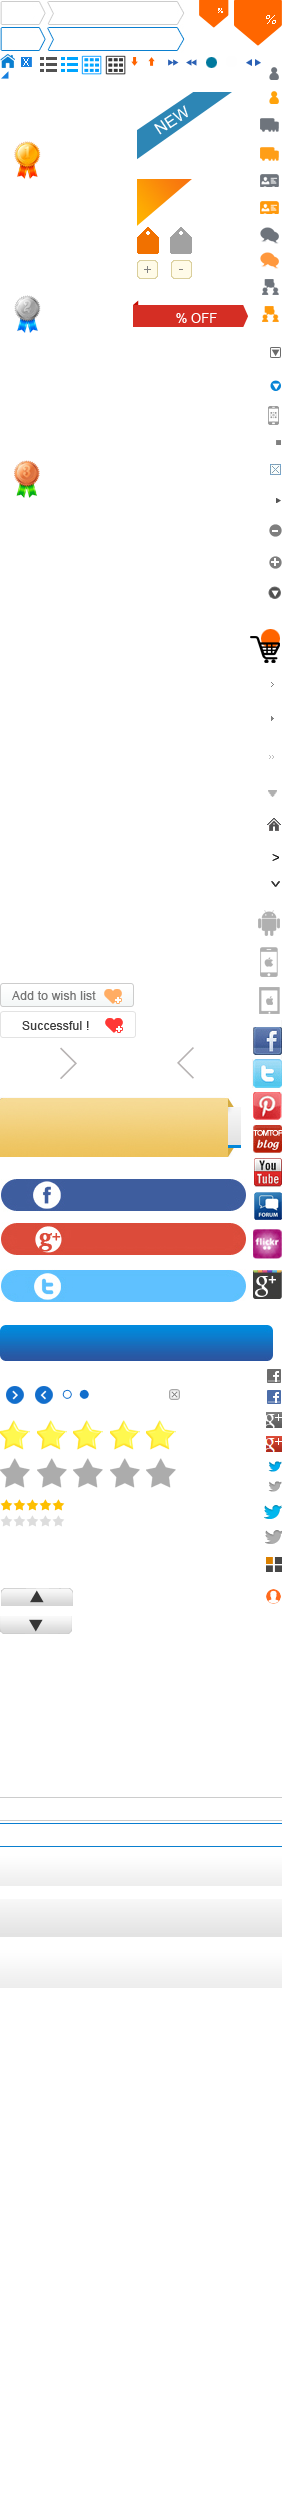 %
%
NEW
+
-
% OFF
Add to wish list
Successful !
f
t
TOMTOP
blog
You
Tube
FORUM
flickr
g+
f
g+
t
f
f
g+
g+